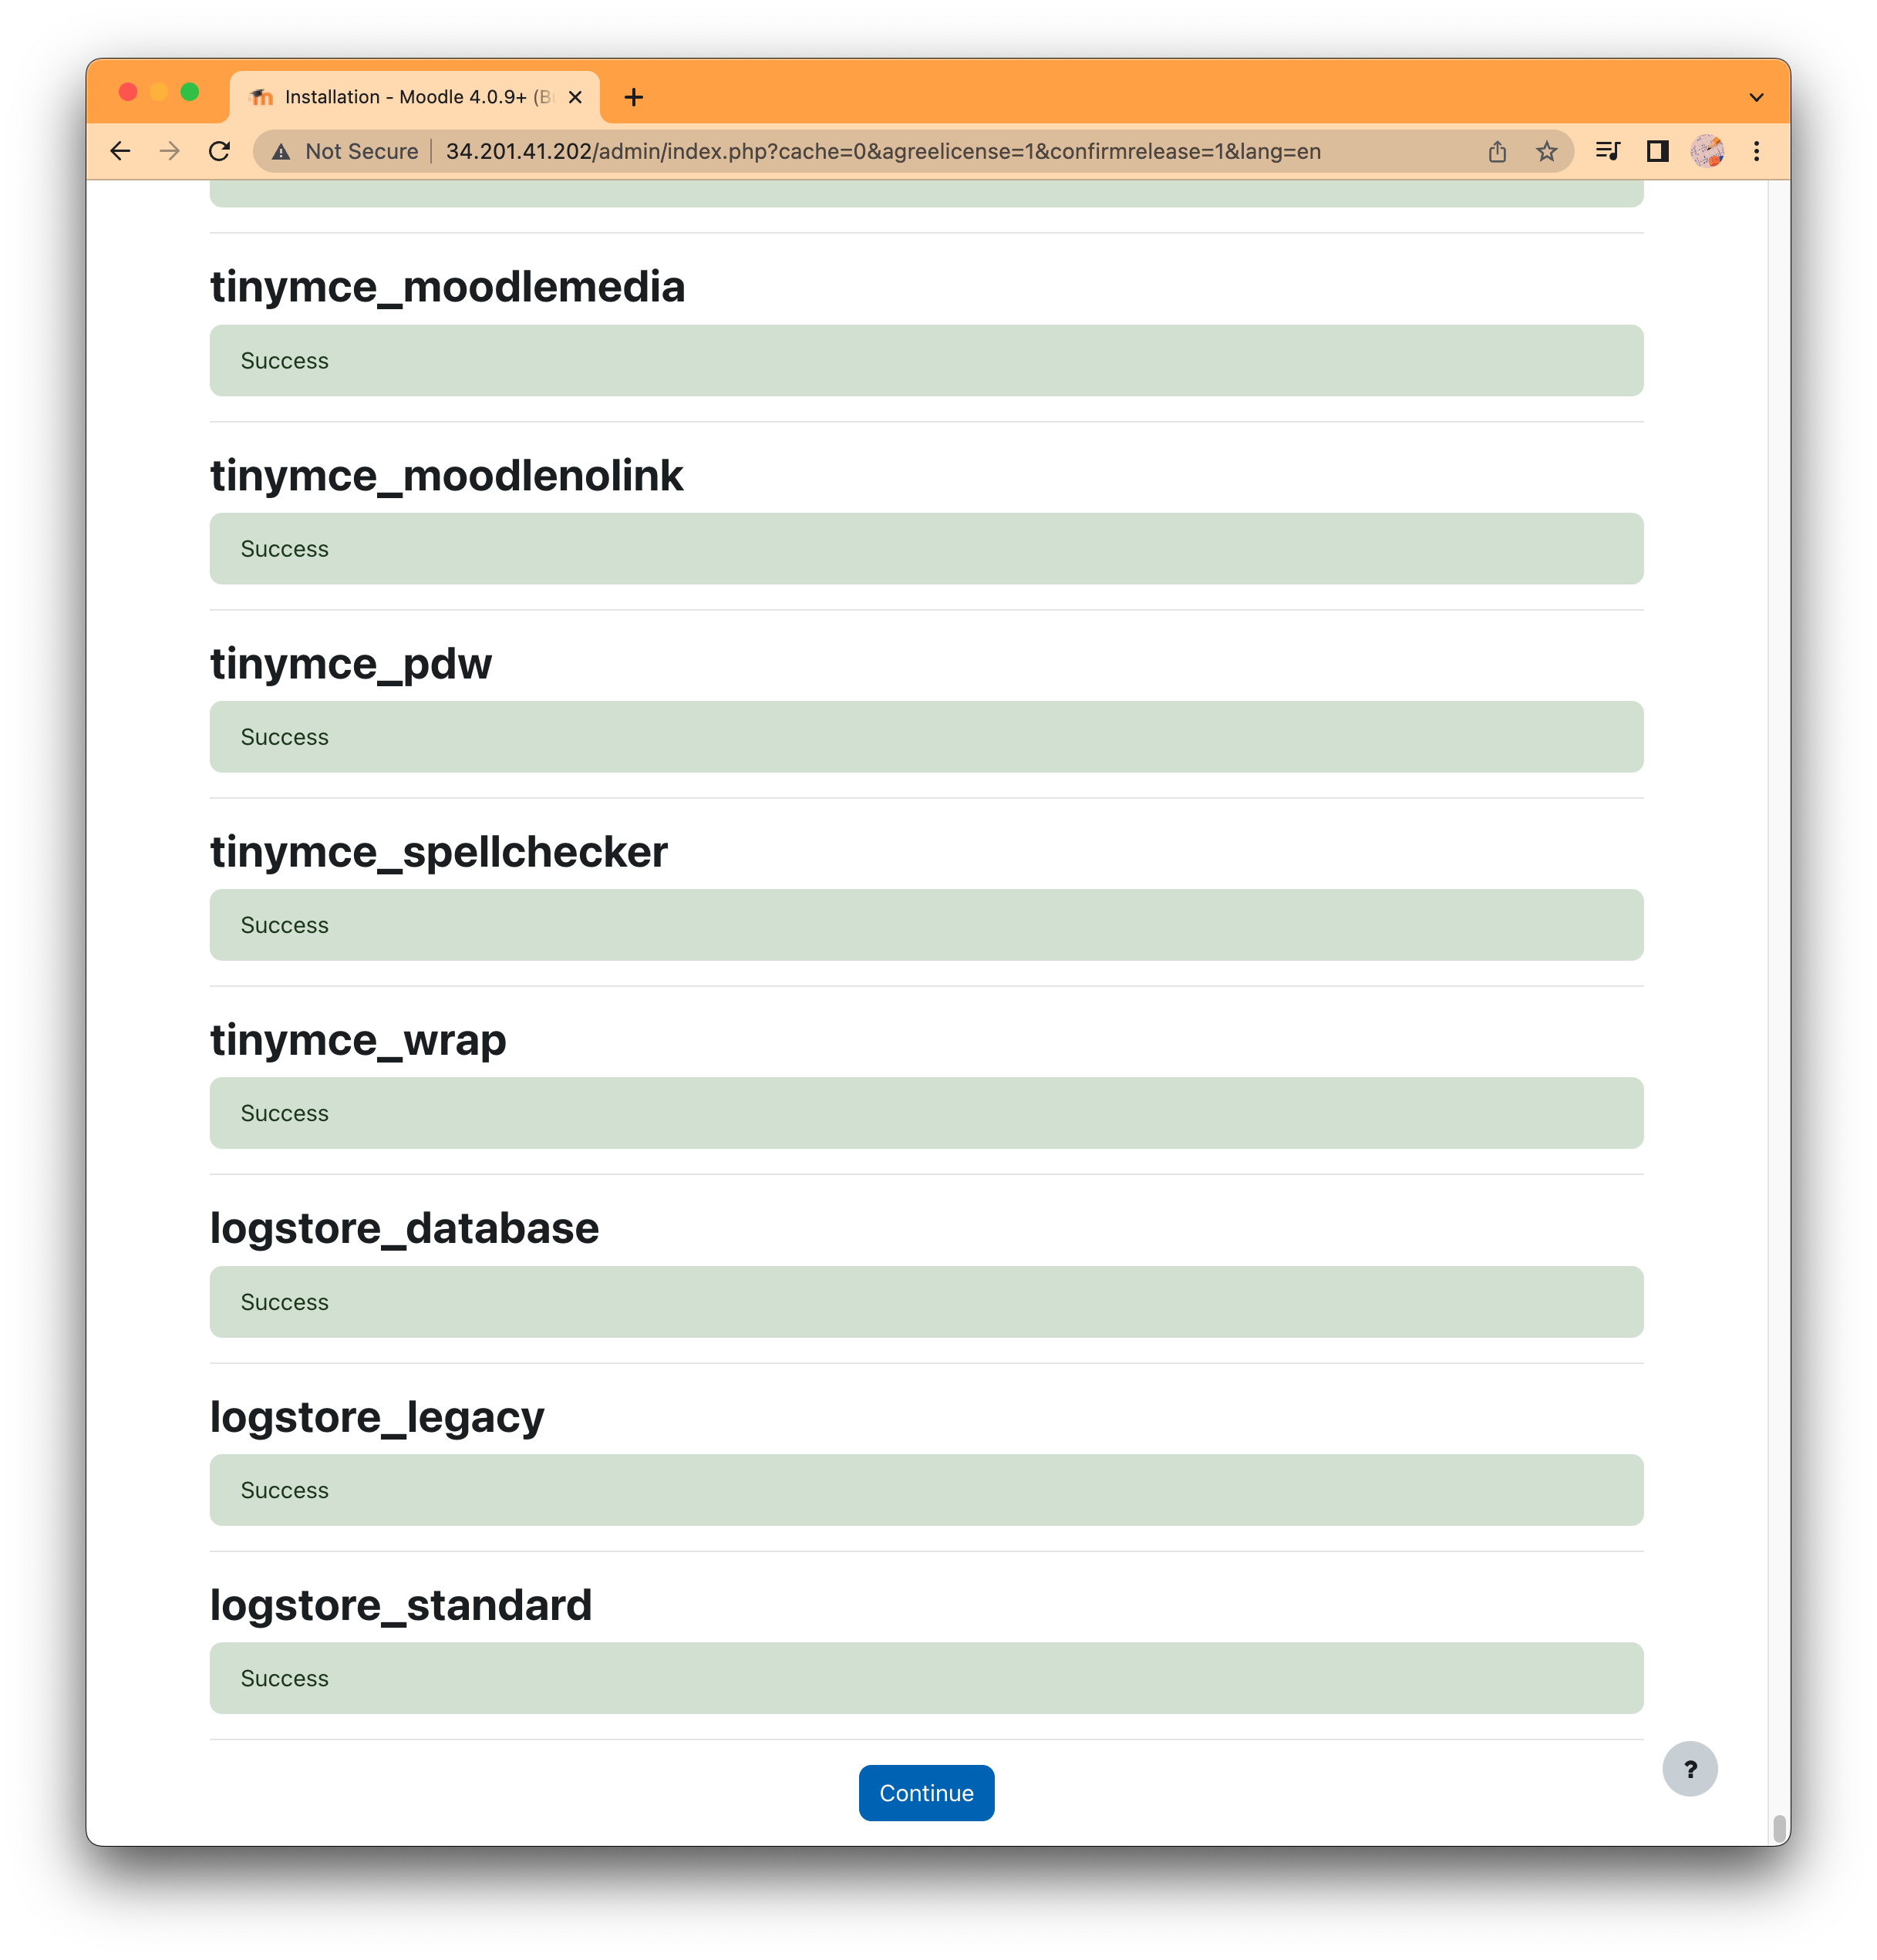 Installation - Moodle 4.0.9+ (B
Not Secure 34.201.41.202/admin/index.php?cache=0&agreelicense=1&confirmrelease=1&lang=en
tinymce_moodlemedia
Success
tinymce_moodlenolink
Success
tinymce_pdw
Success
tinymce_spellchecker
Success
tinymce_wrap
Success
logstore_database
Success
logstore_legacy
Success
logstore_standard
Success
Continue
?